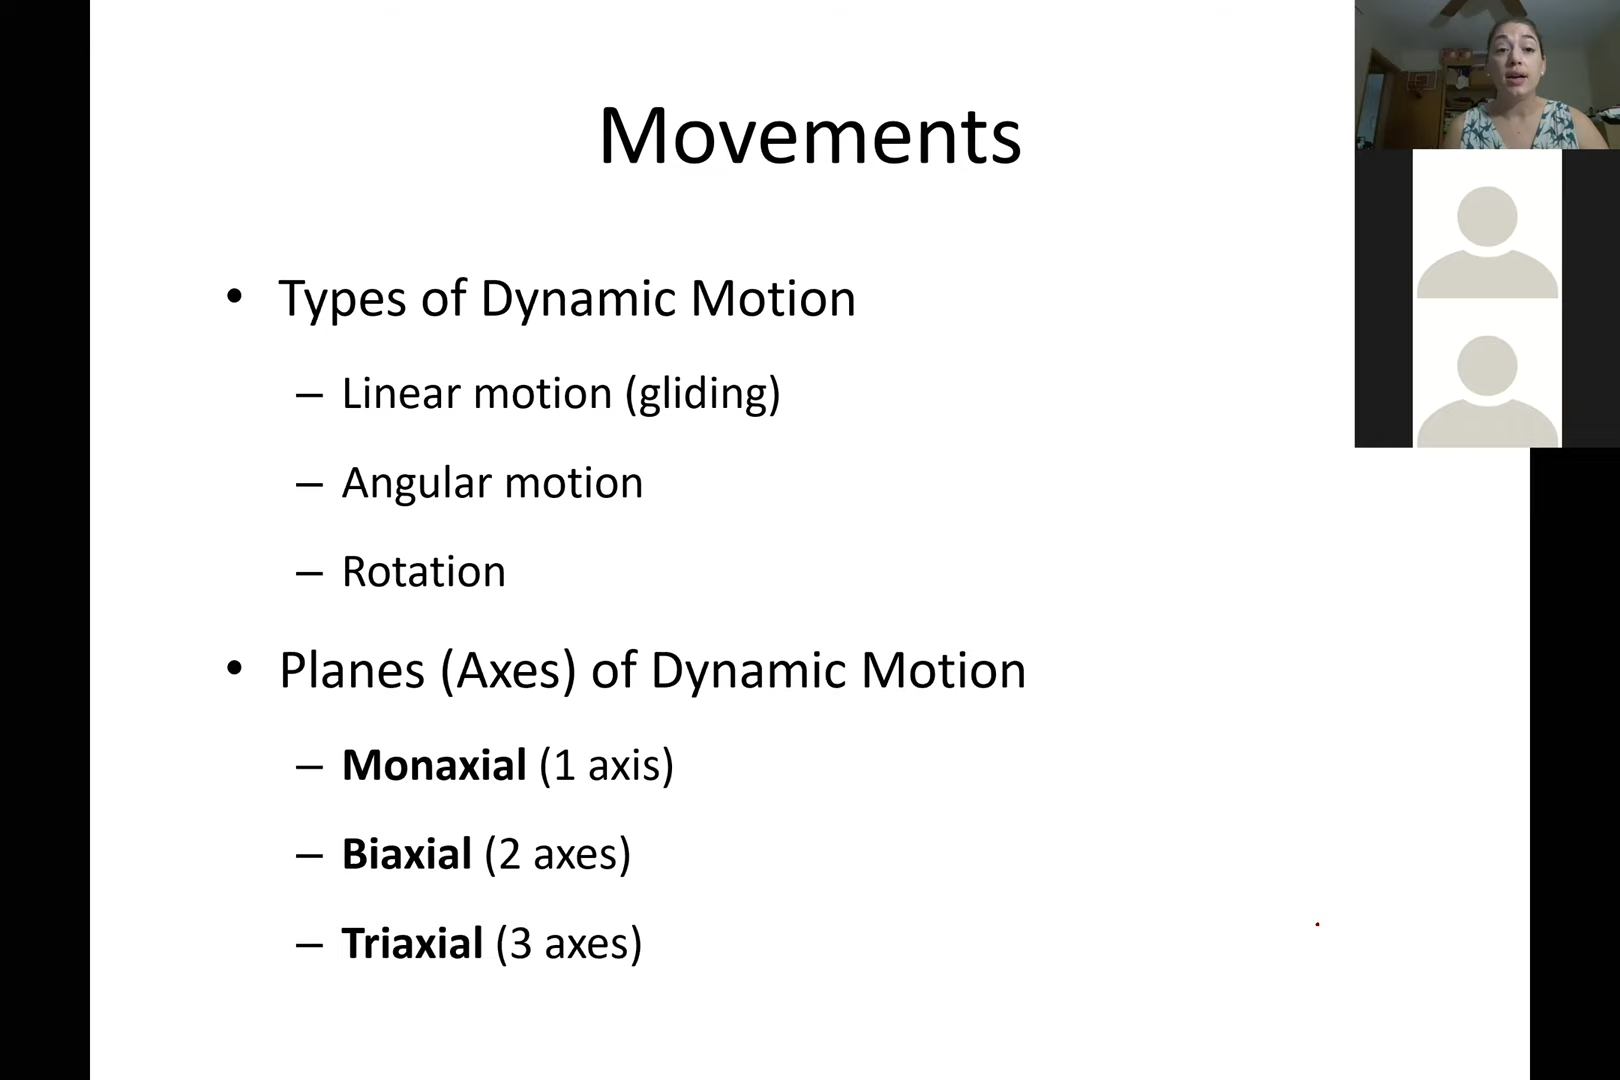 Movements
• Types of Dynamic Motion
– Linear motion (gliding)
– Angular motion
– Rotation
• Planes (Axes) of Dynamic Motion
– Monaxial (1 axis)
– Biaxial (2 axes)
– Triaxial (3 axes)